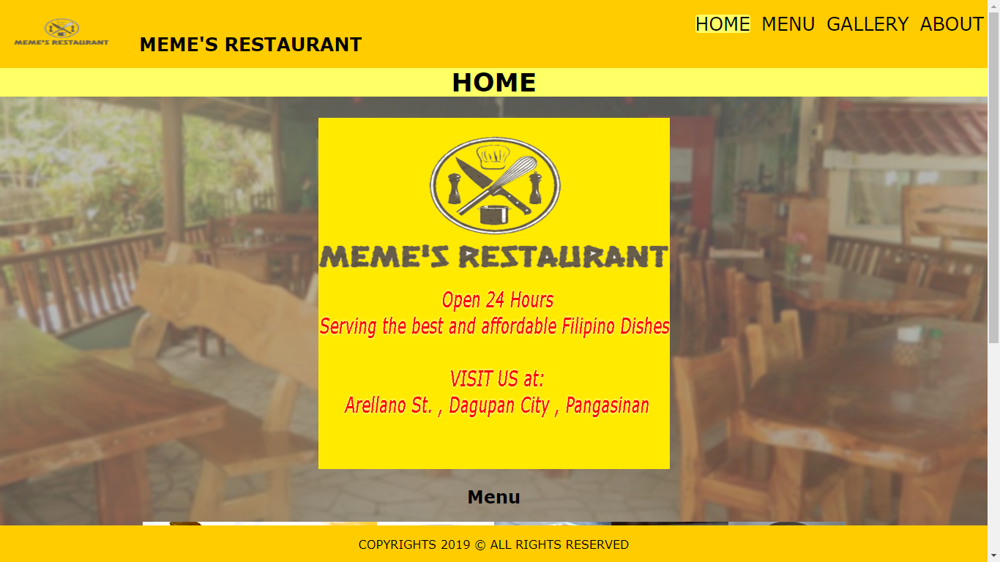 MEME'S RESTAURANT
MEME'S RESTAURANT
HOME MENU GALLERY ABOUT
HOME
MEME'S RESTAURANT
Open 24 Hours
Serving the best and affordable Filipino Dishes
VISIT US at:
Arellano St. , Dagupan City , Pangasinan
Menu
COPYRIGHTS 2019 © ALL RIGHTS RESERVED